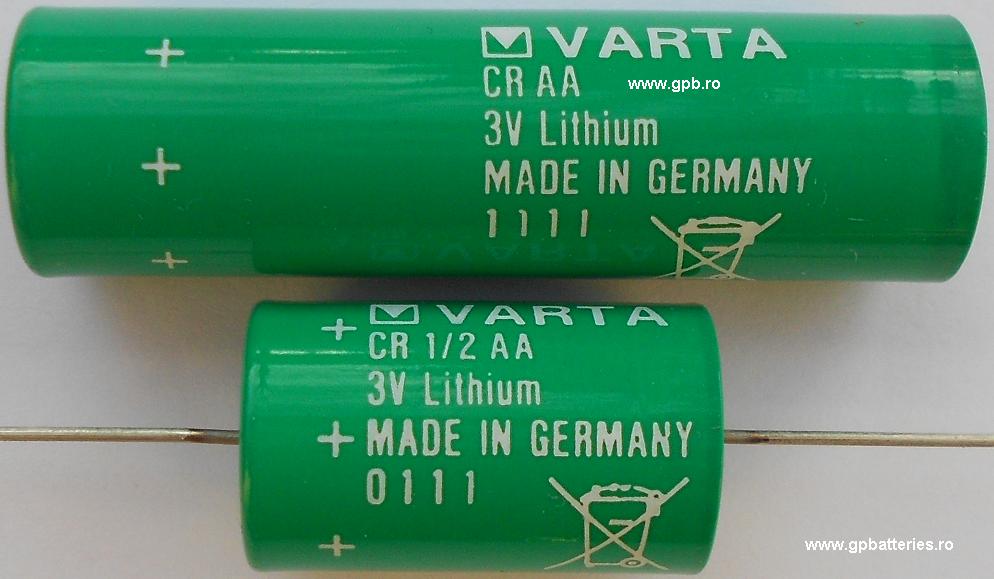 VARTA
CR AA
www.gpb.ro
3V Lithium
MADE IN GERMANY
1111
VARTA
CR 1/2 AA
3V Lithium
MADE IN GERMANY
0111
www.gpbatteries.ro